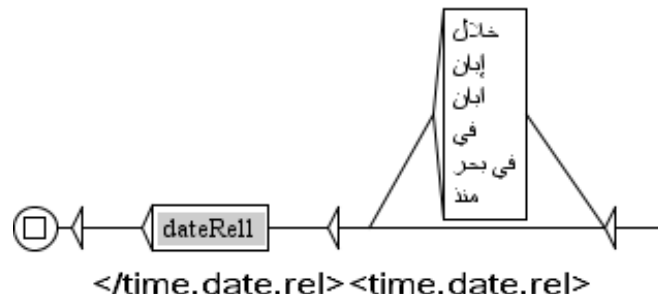 خلال
إبان
ابان
في
في بحر
منذ
dateRel1
</time.date.rel><time.date.rel>